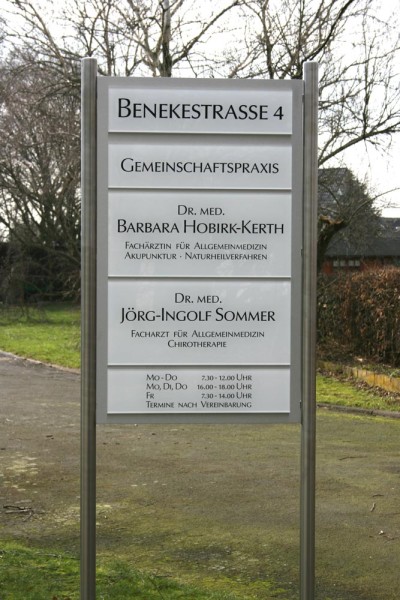 BENEKESTRASSE 4
GEMEINSCHAFTSPRAXIS
DR. MED.
BARBARA HOBIRK-KERTH
FACHÄRZTIN FÜR ALLGEMEINMEDIZIN
AKUPUNKTUR · NATURHEILVERFAHREN
DR. MED.
JÖRG-INGOLF SOMMER
FACHARZT FÜR ALLGEMEINMEDIZIN
CHIROTHERAPIE
MO - DO 7.30 - 12.00 UHR
MO, DI, DO 16.00 - 18.00 UHR
FR 7.30 - 14.00 UHR
TERMINE NACH VEREINBARUNG